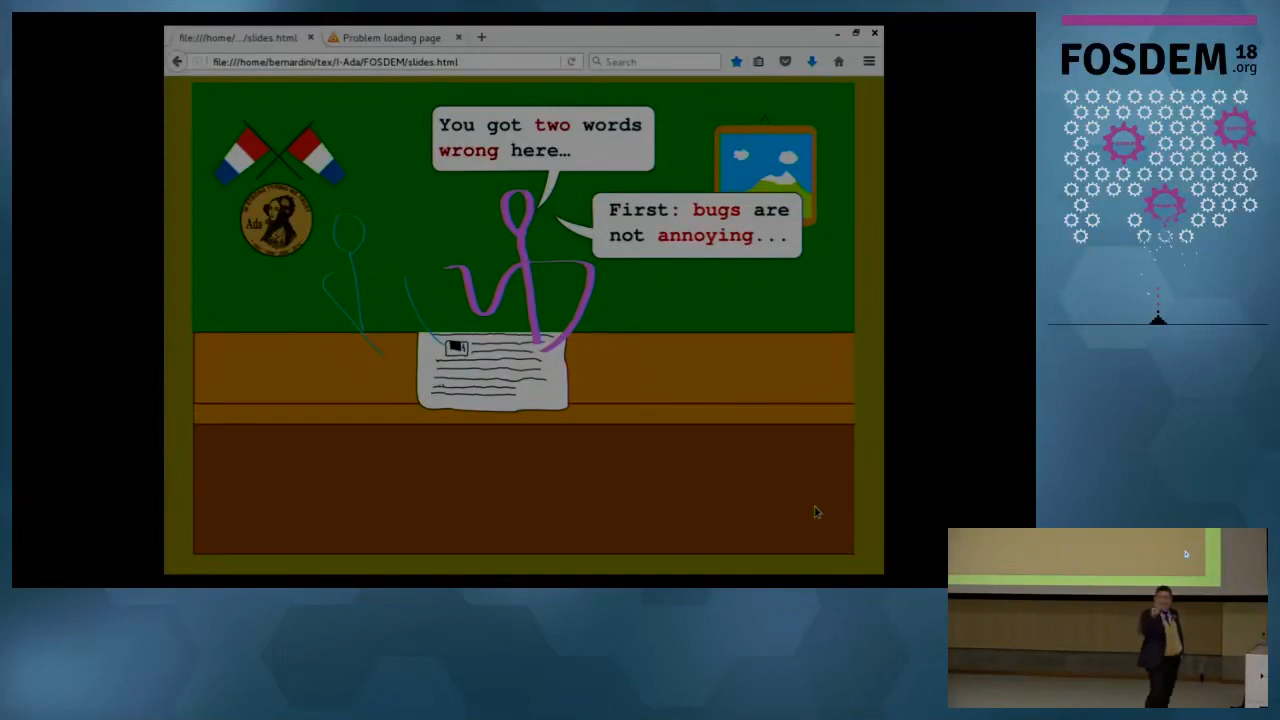 file:///home/.../slides.html
Problem loading page
file:///home/bernardini/tex/I-Ada/FOSDEM/slides.html
Search
You got two words
wrong here…
First: bugs are
not annoying...
Ada
FOSDEM 18
.org